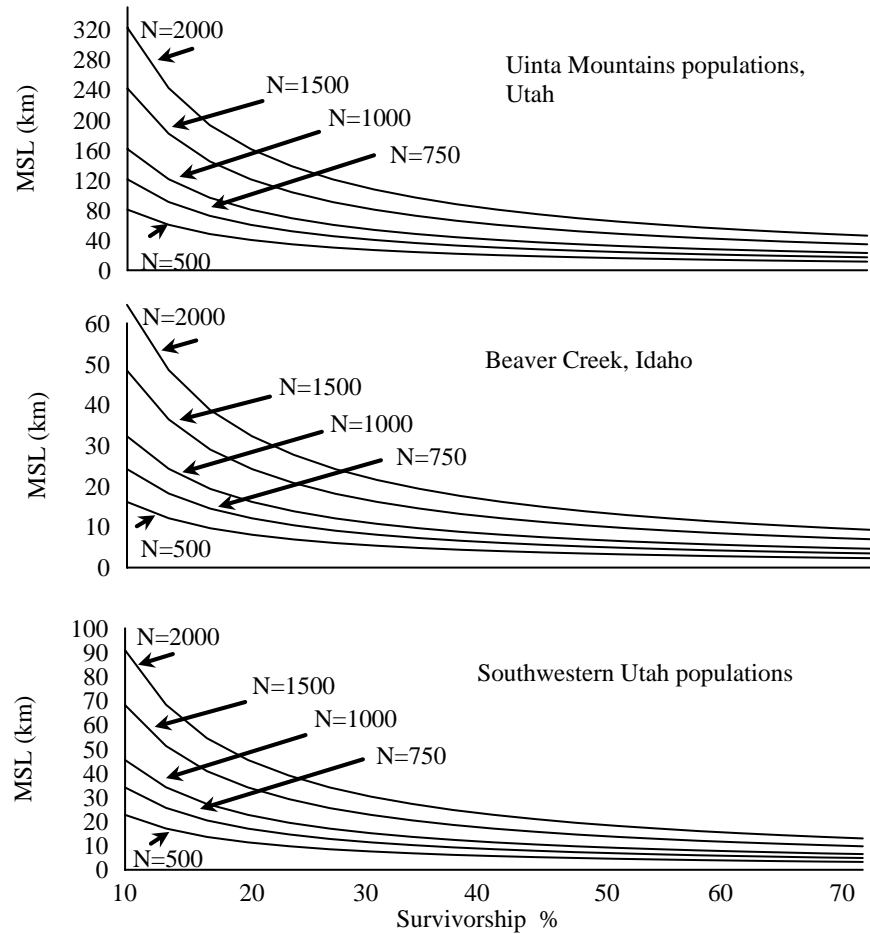 320
280
240
200
160
120
80
40
0
MSL (km)
N=2000
N=1500
N=1000
N=750
N=500
Uinta Mountains populations,
Utah
60
50
40
30
20
10
0
MSL (km)
N=2000
N=1500
N=1000
N=750
N=500
Beaver Creek, Idaho
100
90
80
70
60
50
40
30
20
10
0
MSL (km)
N=2000
N=1500
N=1000
N=750
N=500
Southwestern Utah populations
10 20 30 40 50 60 70
Survivorship %